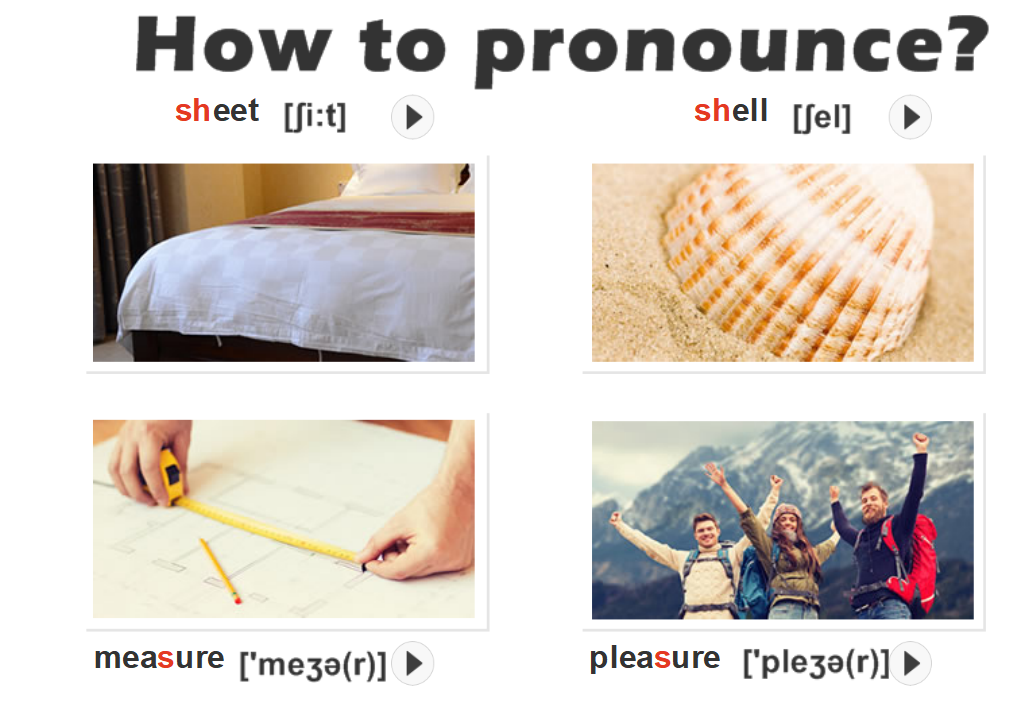 How to pronounce?
sheet [ʃi:t]
shell [ʃel]
measure ['meʒə(r)]
pleasure ['pleʒə(r)]